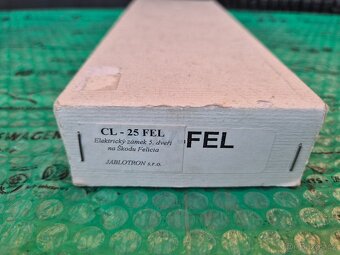 CL - 25 FEL
Elektrický zámek 5. dveří
na Škodu Felicia
JABLOTRON s.r.o.
FEL